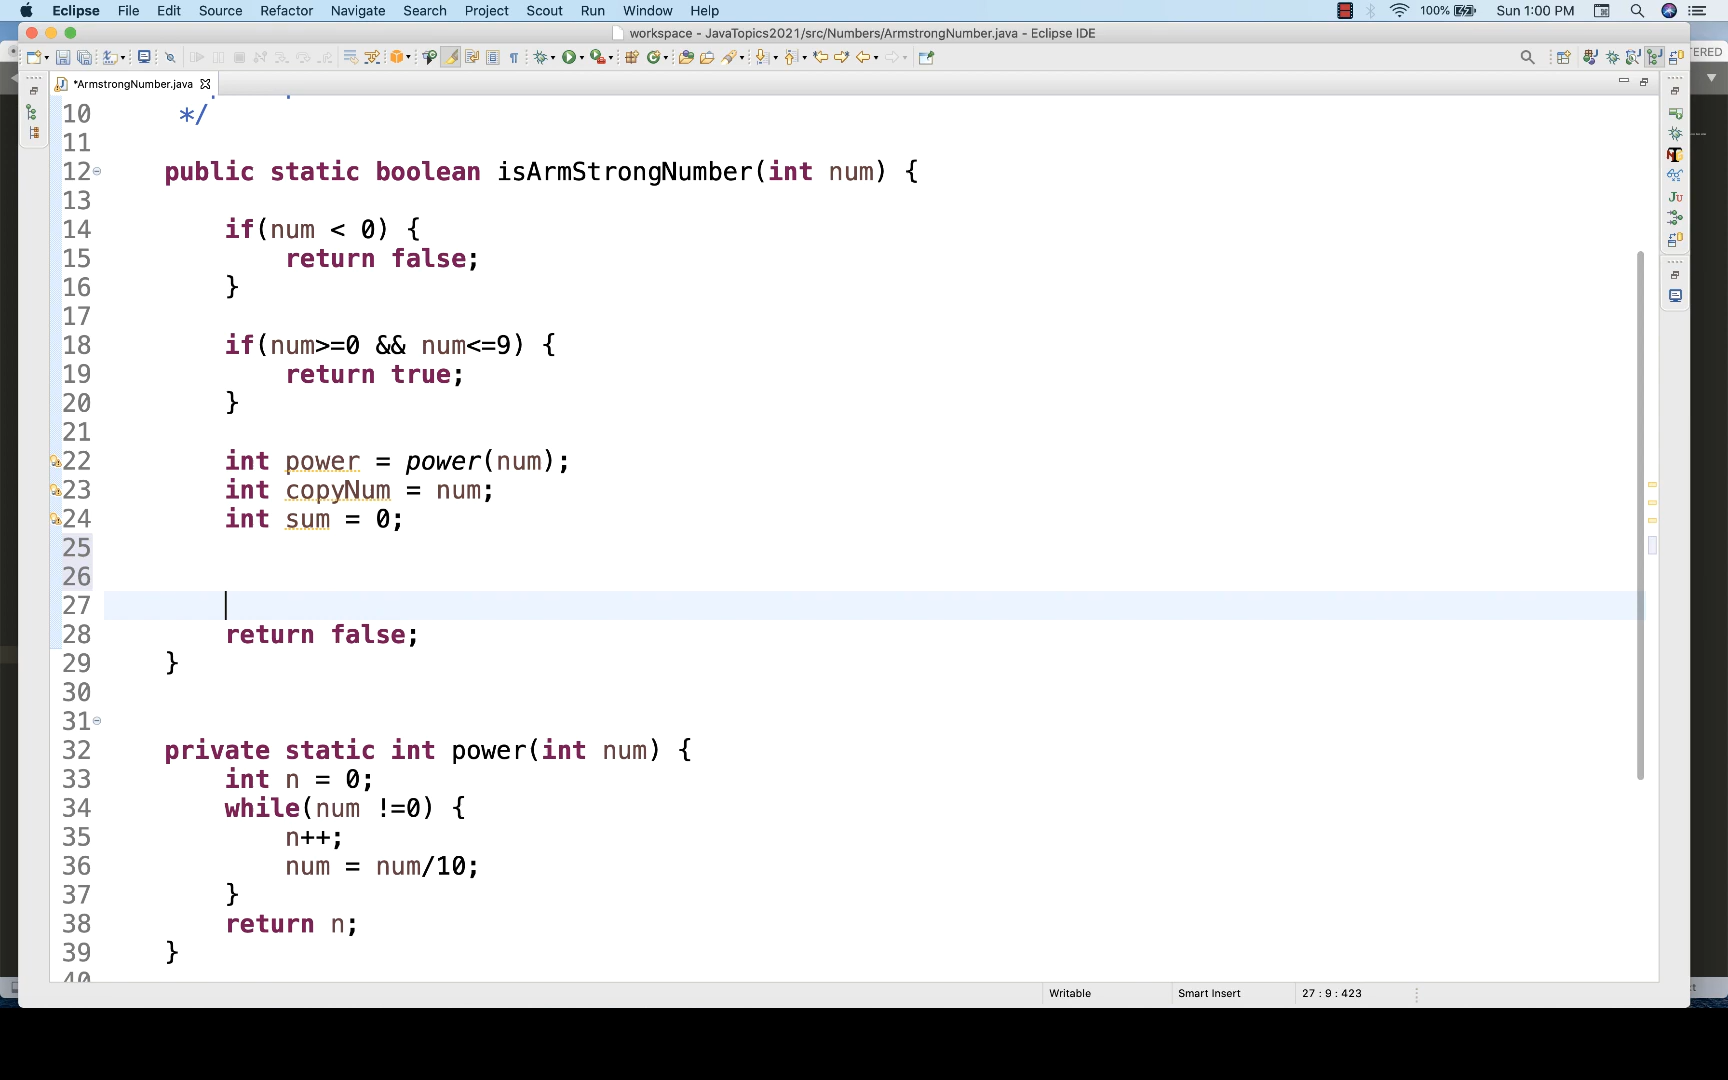 Eclipse File Edit Source Refactor Navigate Search Project Scout Run Window Help 100% Sun 1:00 PM
workspace - JavaTopics2021/src/Numbers/ArmstrongNumber.java - Eclipse IDE
ERED
*ArmstrongNumber.java
10 */
11
12 public static boolean isArmStrongNumber(int num) {
13
14 if(num < 0) {
15 return false;
16 }
17
18 if(num>=0 && num<=9) {
19 return true;
20 }
21
22 int power = power(num);
23 int copyNum = num;
24 int sum = 0;
25
26
27
28 return false;
29 }
30
31
32 private static int power(int num) {
33 int n = 0;
34 while(num !=0) {
35 n++;
36 num = num/10;
37 }
38 return n;
39 }
40
Ju
Writable Smart Insert 27 : 9 : 423